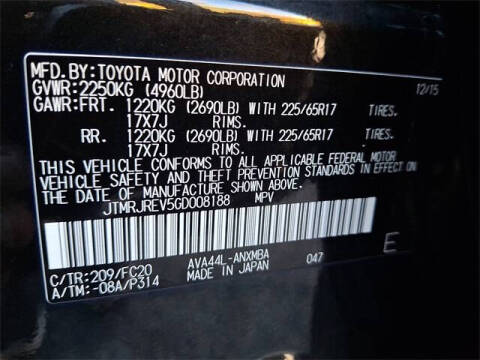 MFD.BY:TOYOTA MOTOR CORPORATION 12/15
GVWR:2250KG (4960LB)
GAWR:FRT. 1220KG (2690LB) WITH 225/65R17 TIRES.
17X7J RIMS.
RR. 1220KG (2690LB) WITH 225/65R17 TIRES.
17X7J RIMS.
THIS VEHICLE CONFORMS TO ALL APPLICABLE FEDERAL MOTOR
VEHICLE SAFETY AND THEFT PREVENTION STANDARDS IN EFFECT ON
THE DATE OF MANUFACTURE SHOWN ABOVE.
JTMRJREV5GD008188 MPV
C/TR:209/FC20 AVA44L-ANXMBA 047 E
A/TM:-08A/P314 MADE IN JAPAN